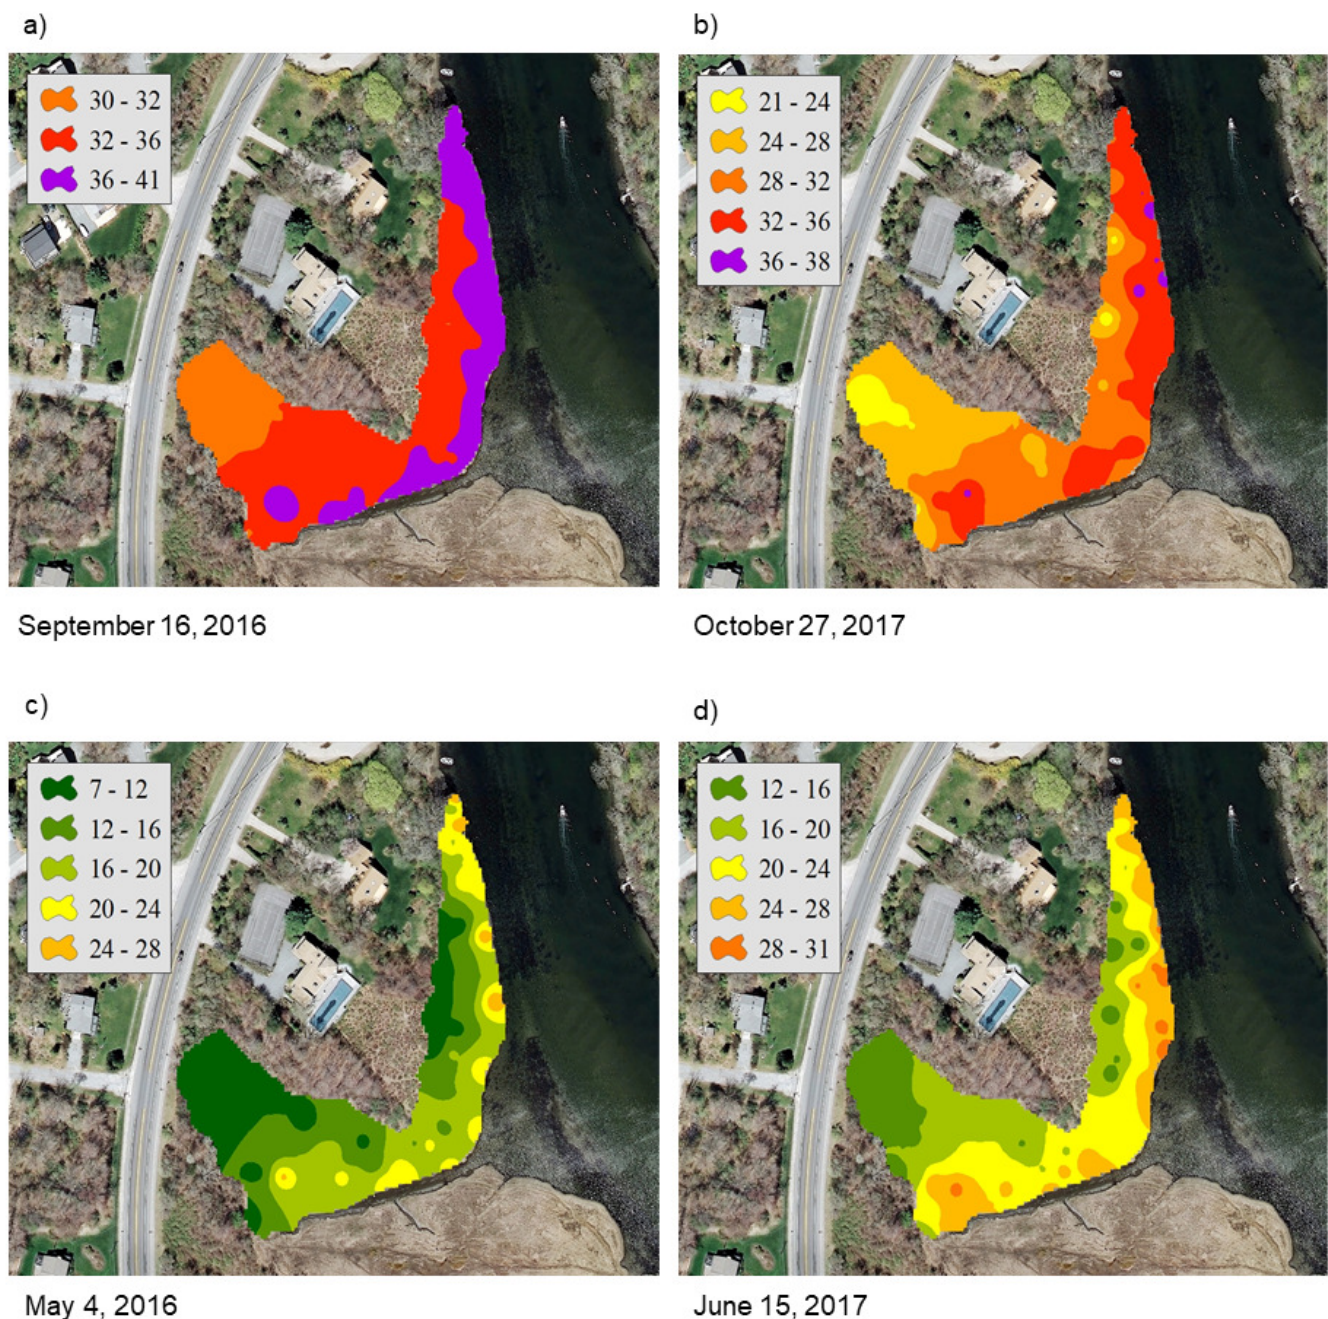 a)
30 - 32
32 - 36
36 - 41
September 16, 2016
b)
21 - 24
24 - 28
28 - 32
32 - 36
36 - 38
October 27, 2017
c)
7 - 12
12 - 16
16 - 20
20 - 24
24 - 28
May 4, 2016
d)
12 - 16
16 - 20
20 - 24
24 - 28
28 - 31
June 15, 2017